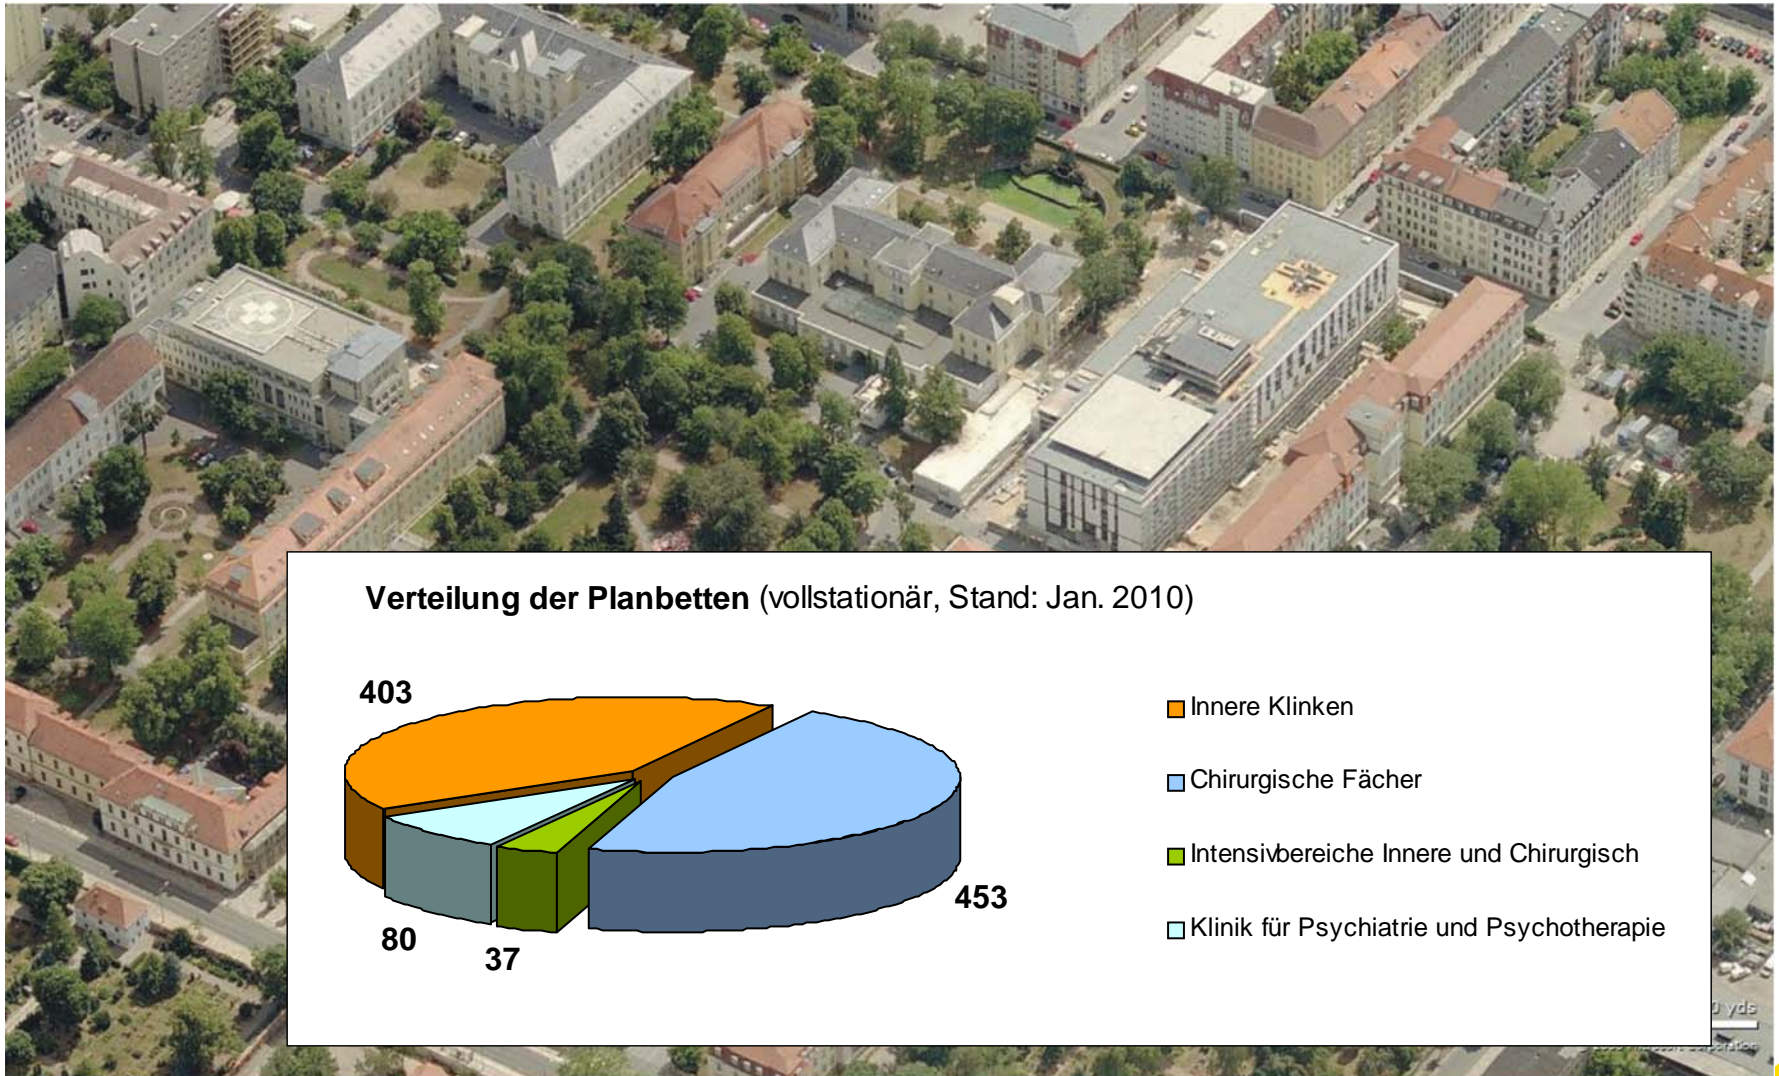 Verteilung der Planbetten (vollstationär, Stand: Jan. 2010)
403
Innere Klinken
Chirurgische Fächer
453
Intensivbereiche Innere und Chirurgisch
80
Klinik für Psychiatrie und Psychotherapie
37
yds